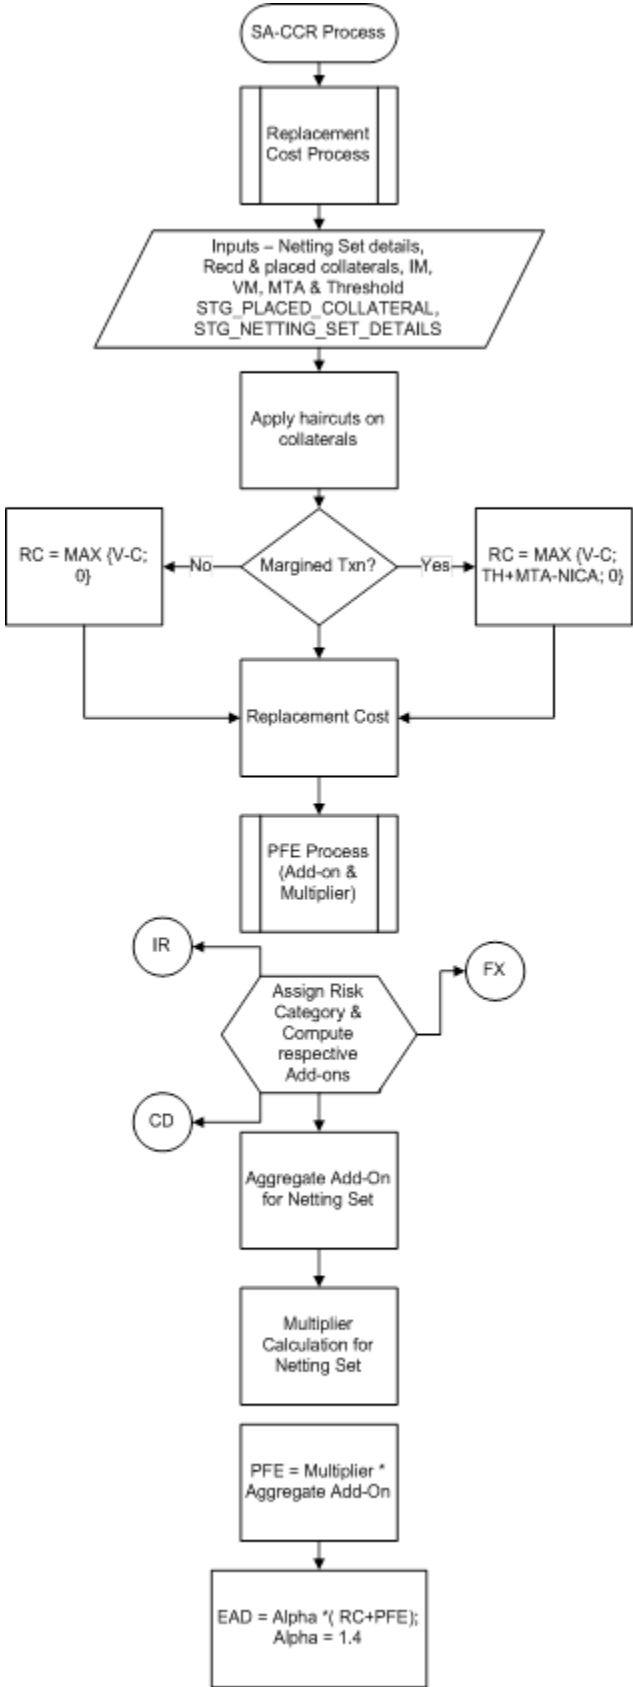 SA-CCR Process
Replacement
Cost Process
Inputs – Netting Set details,
Recd & placed collaterals, IM,
VM, MTA & Threshold
STG_PLACED_COLLATERAL,
STG_NETTING_SET_DETAILS
Apply haircuts on
collaterals
RC = MAX {V-C;
0}
No
Margined Txn?
Yes
RC = MAX {V-C;
TH+MTA-NICA; 0}
Replacement Cost
PFE Process
(Add-on &
Multiplier)
IR
FX
Assign Risk
Category &
Compute
respective
Add-ons
CD
Aggregate Add-On
for Netting Set
Multiplier
Calculation for
Netting Set
PFE = Multiplier *
Aggregate Add-On
EAD = Alpha *( RC+PFE);
Alpha = 1.4